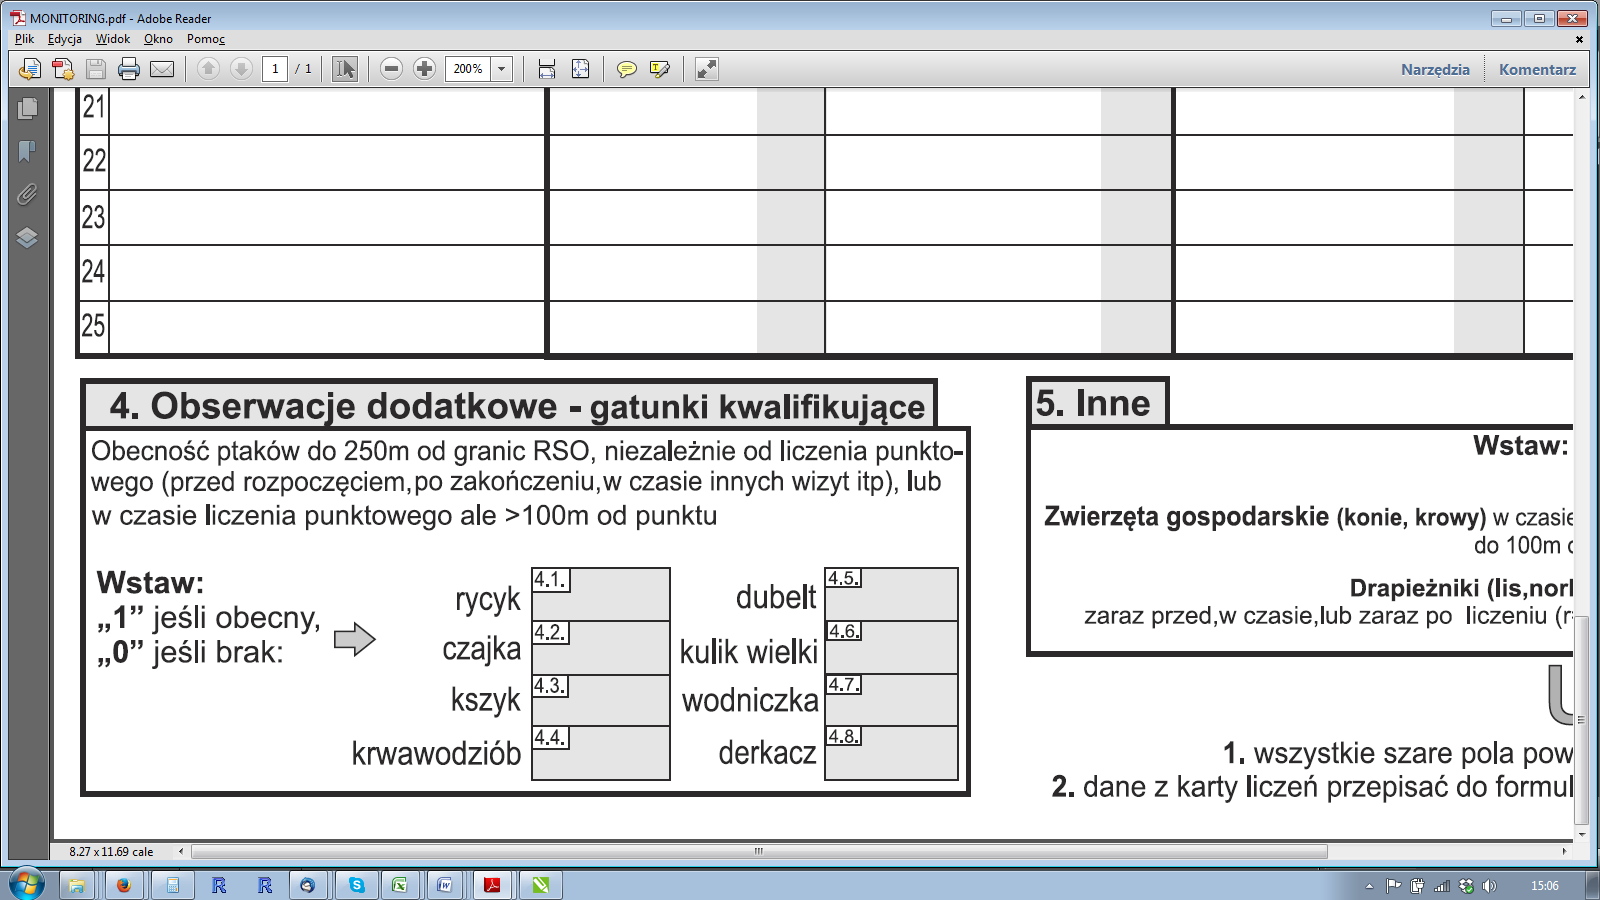 MONITORING.pdf - Adobe Reader
Plik Edycja Widok Okno Pomoc
1 / 1 200% Narzędzia Komentarz
21
22
23
24
25
4. Obserwacje dodatkowe - gatunki kwalifikujące
Obecność ptaków do 250m od granic RSO, niezależnie od liczenia punkto-
wego (przed rozpoczęciem,po zakończeniu,w czasie innych wizyt itp), lub
w czasie liczenia punktowego ale >100m od punktu
Wstaw:
„1” jeśli obecny,
„0” jeśli brak:
rycyk 4.1.
czajka 4.2.
kszyk 4.3.
krwawodziób 4.4.
dubelt 4.5.
kulik wielki 4.6.
wodniczka 4.7.
derkacz 4.8.
5. Inne
Wstaw:
Zwierzęta gospodarskie (konie, krowy) w czasie
do 100m
Drapieżniki (lis,
zaraz przed,w czasie,lub zaraz po liczeniu
U
1. wszystkie szare pola
2. dane z karty liczeń przepisać do
8.27 x 11.69 cale
15:06